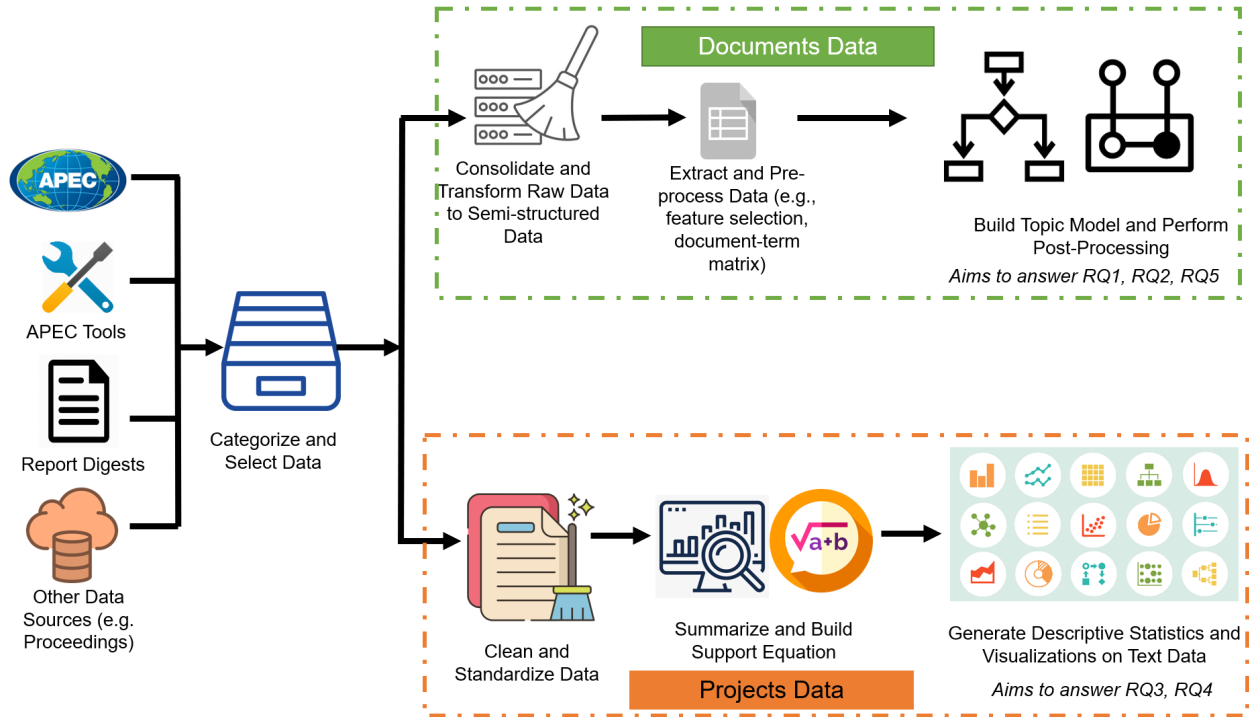 APEC
APEC Tools
Report Digests
Other Data
Sources (e.g.
Proceedings)
Categorize and
Select Data
Documents Data
Consolidate and
Transform Raw Data
to Semi-structured
Data
Extract and Pre-
process Data (e.g.,
feature selection,
document-term
matrix)
Build Topic Model and Perform
Post-Processing
Aims to answer RQ1, RQ2, RQ5
Clean and
Standardize Data
√a+b
Summarize and Build
Support Equation
Generate Descriptive Statistics and
Visualizations on Text Data
Aims to answer RQ3, RQ4
Projects Data